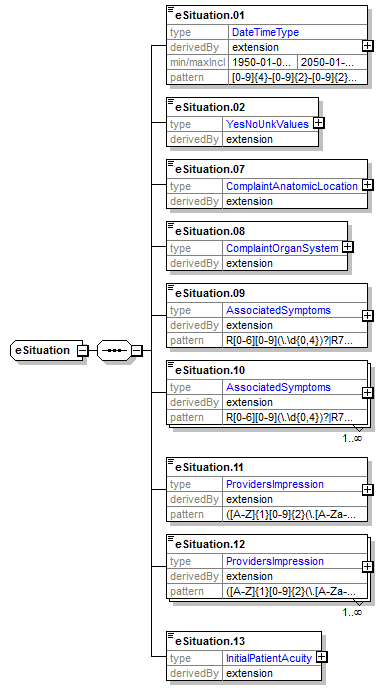 eSituation
eSituation.01
type DateTimeType
derivedBy extension
min/maxIncl 1950-01-0... 2050-01-...
pattern [0-9]{4}-[0-9]{2}-[0-9]{2}...
eSituation.02
type YesNoUnkValues
derivedBy extension
eSituation.07
type ComplaintAnatomicLocation
derivedBy extension
eSituation.08
type ComplaintOrganSystem
derivedBy extension
eSituation.09
type AssociatedSymptoms
derivedBy extension
pattern R[0-6][0-9](\.\d{0,4})?|R7...
eSituation.10
type AssociatedSymptoms
derivedBy extension
pattern R[0-6][0-9](\.\d{0,4})?|R7...
1..∞
eSituation.11
type ProvidersImpression
derivedBy extension
pattern ([A-Z]{1}[0-9]{2}(\.[A-Za-...
eSituation.12
type ProvidersImpression
derivedBy extension
pattern ([A-Z]{1}[0-9]{2}(\.[A-Za-...
1..∞
eSituation.13
type InitialPatientAcuity
derivedBy extension